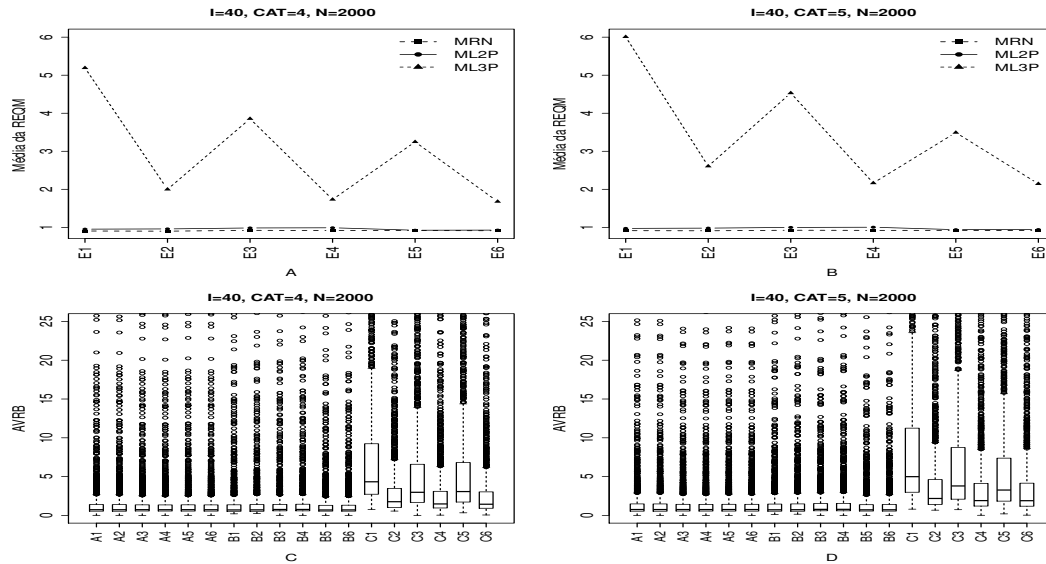 I=40, CAT=4, N=2000
Média da REQM
6
5
4
3
2
1
MRN
ML2P
ML3P
E1 E2 E3 E4 E5 E6
A
I=40, CAT=5, N=2000
Média da REQM
6
5
4
3
2
1
MRN
ML2P
ML3P
E1 E2 E3 E4 E5 E6
B
I=40, CAT=4, N=2000
AVRB
25
20
15
10
5
0
A1 A2 A3 A4 A5 A6 B1 B2 B3 B4 B5 B6 C1 C2 C3 C4 C5 C6
C
I=40, CAT=5, N=2000
AVRB
25
20
15
10
5
0
A1 A2 A3 A4 A5 A6 B1 B2 B3 B4 B5 B6 C1 C2 C3 C4 C5 C6
D